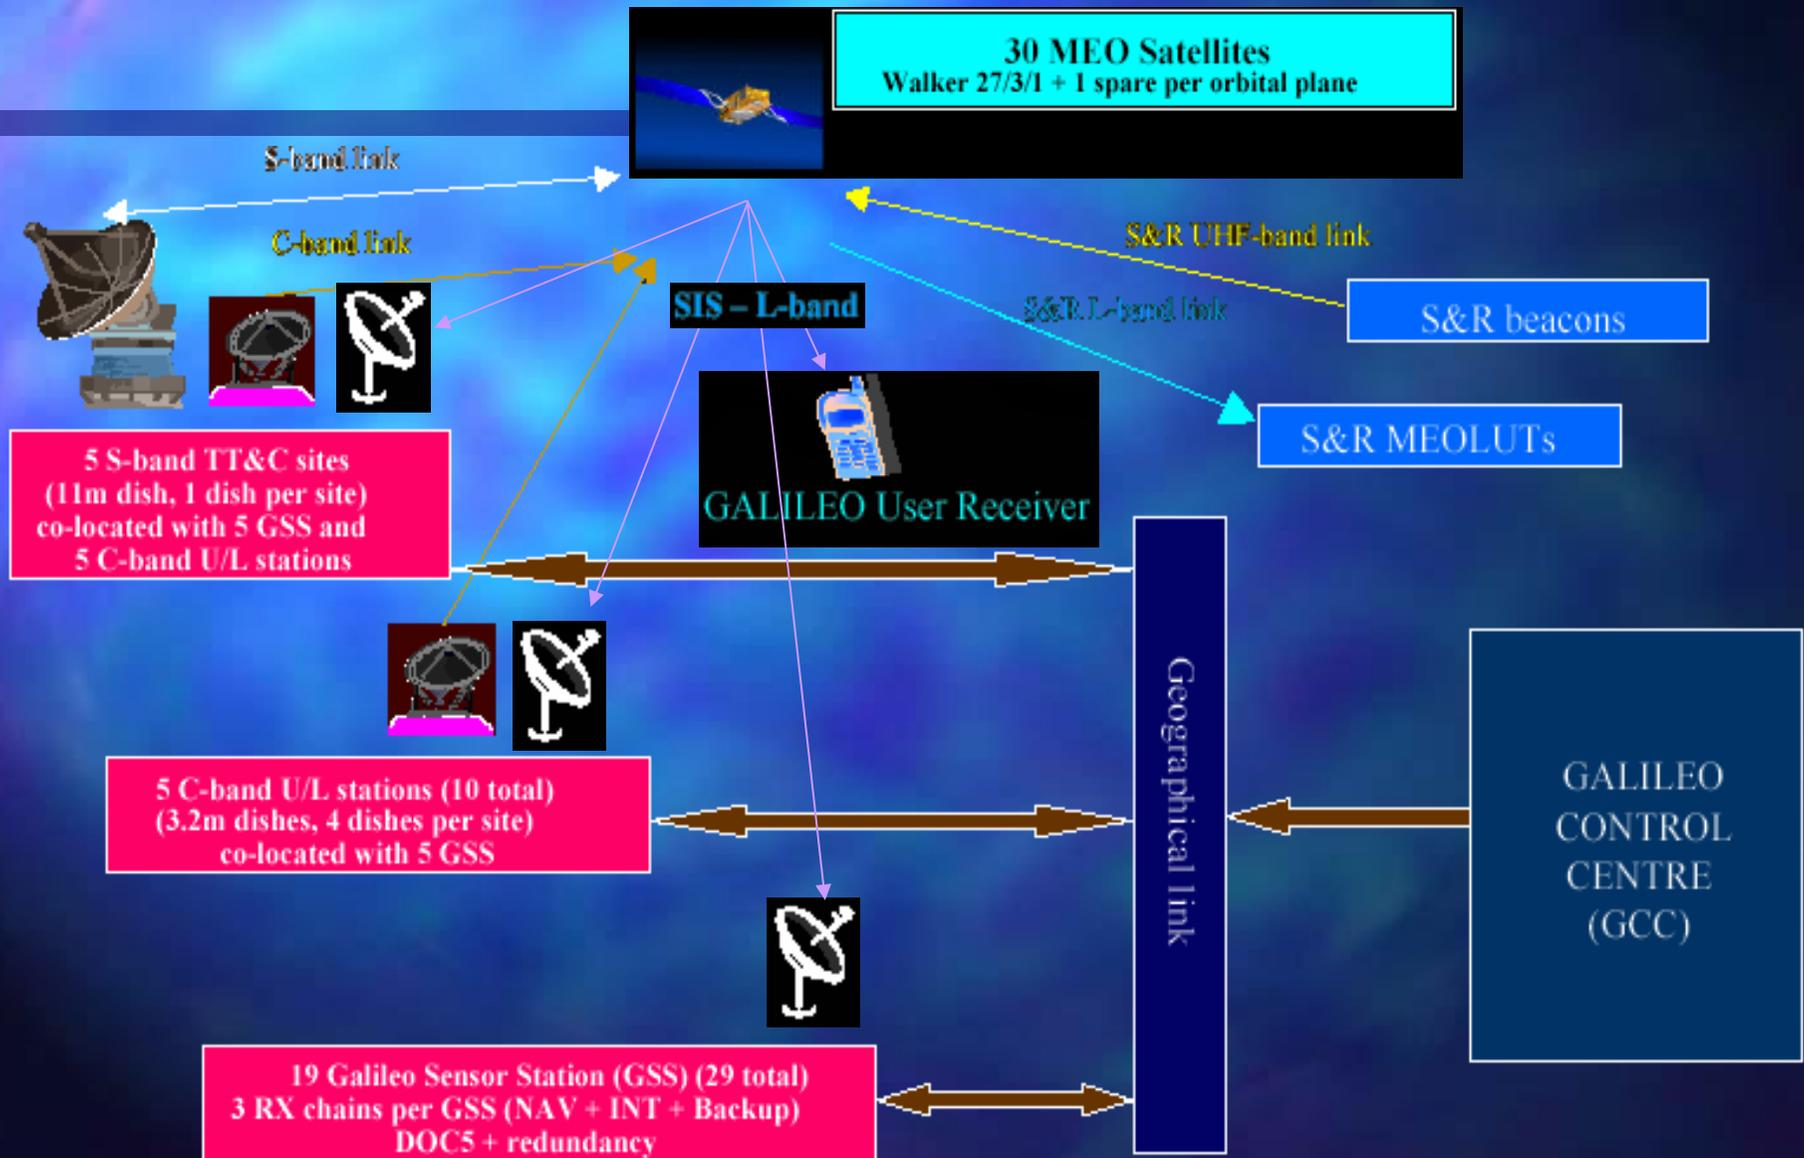 30 MEO Satellites
Walker 27/3/1 + 1 spare per orbital plane
S-band link
C-band link
S&R UHF-band link
SIS – L-band
S&R L-band link
S&R beacons
S&R MEOLUTs
GALILEO User Receiver
5 S-band TT&C sites
(11m dish, 1 dish per site)
co-located with 5 GSS and
5 C-band U/L stations
Geographical link
5 C-band U/L stations (10 total)
(3.2m dishes, 4 dishes per site)
co-located with 5 GSS
GALILEO
CONTROL
CENTRE
(GCC)
19 Galileo Sensor Station (GSS) (29 total)
3 RX chains per GSS (NAV + INT + Backup)
DOC5 + redundancy